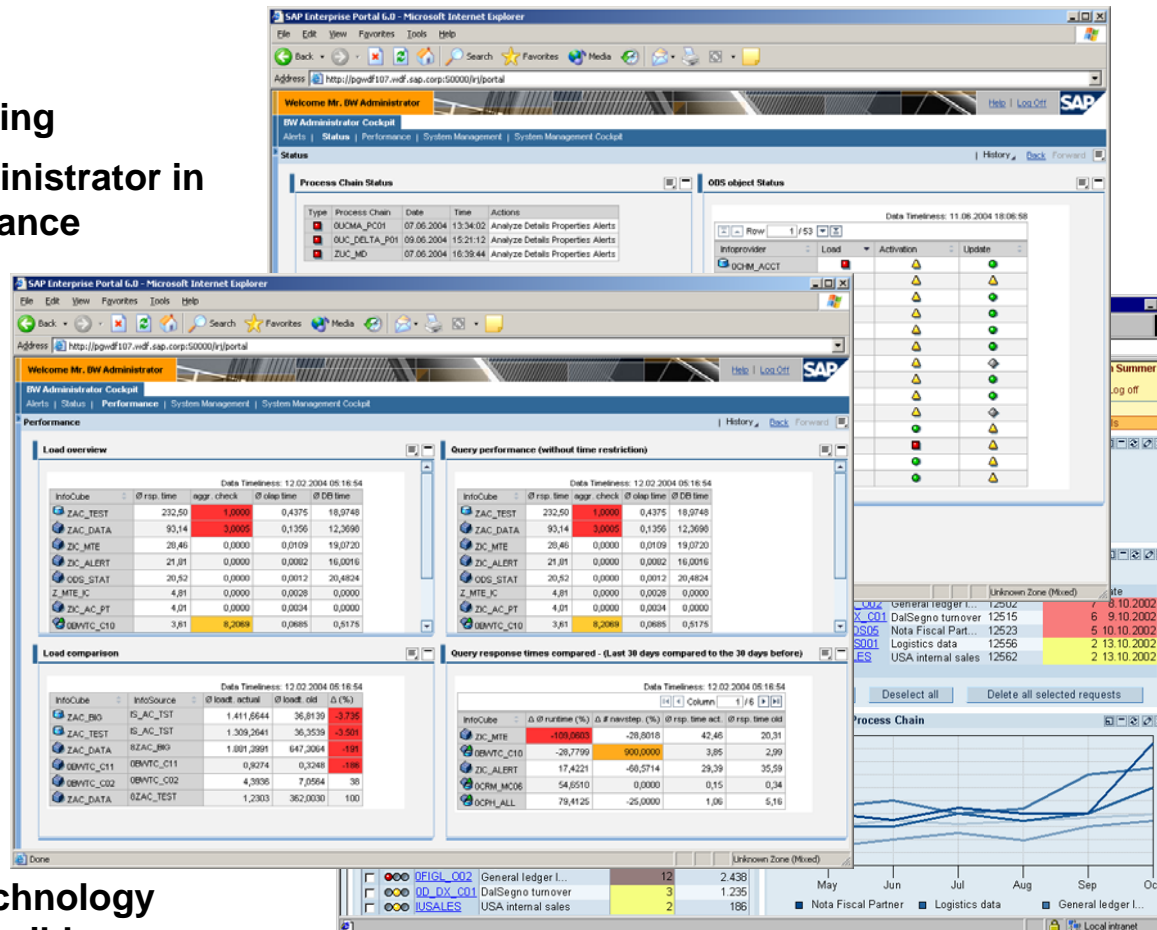 ing
inistrator in
ance
SAP Enterprise Portal 6.0 - Microsoft Internet Explorer
File Edit View Favorites Tools Help
Back Search Favorites Media
Address http://pgwdf107.wdf.sap.corp:50000/irj/portal
Welcome Mr. BW Administrator Help | Log Off SAP
BW Administrator Cockpit
Alerts | Status | Performance | System Management | System Management Cockpit
Status | History Back Forward
Process Chain Status
Type Process Chain Date Time Actions
0UCMA_PC01 07.06.2004 13:34:02 Analyze Details Properties Alerts
0UC_DELTA_P01 09.06.2004 15:21:12 Analyze Details Properties Alerts
ZUC_MD 07.06.2004 16:39:44 Analyze Details Properties Alerts
ODS object Status
Data Timeliness: 11.06.2004 18:06:58
Row 1 / 53
Infoprovider Load Activation Update
0CHM_ACCT
Unknown Zone (Mixed)
SAP Enterprise Portal 6.0 - Microsoft Internet Explorer
File Edit View Favorites Tools Help
Back Search Favorites Media
Address http://pgwdf107.wdf.sap.corp:50000/irj/portal
Welcome Mr. BW Administrator Help | Log Off SAP
BW Administrator Cockpit
Alerts | Status | Performance | System Management | System Management Cockpit
Performance | History Back Forward
Load overview
Data Timeliness: 12.02.2004 05:16:54
InfoCube Ø rsp. time aggr. check Ø olap time Ø DB time
ZAC_TEST 232,50 1,0000 0,4375 18,9748
ZAC_DATA 93,14 3,0005 0,1356 12,3698
ZIC_MTE 28,46 0,0000 0,0109 19,0720
ZIC_ALERT 21,81 0,0000 0,0082 16,0016
ODS_STAT 20,52 0,0000 0,0012 20,4824
Z_MTE_IC 4,81 0,0000 0,0028 0,0000
ZIC_AC_PT 4,01 0,0000 0,0034 0,0000
0BWTC_C10 3,61 8,2069 0,0685 0,5175
Query performance (without time restriction)
Data Timeliness: 12.02.2004 05:16:54
InfoCube Ø rsp. time aggr. check Ø olap time Ø DB time
ZAC_TEST 232,50 1,0000 0,4375 18,9748
ZAC_DATA 93,14 3,0005 0,1356 12,3698
ZIC_MTE 28,46 0,0000 0,0109 19,0720
ZIC_ALERT 21,81 0,0000 0,0082 16,0016
ODS_STAT 20,52 0,0000 0,0012 20,4824
Z_MTE_IC 4,81 0,0000 0,0028 0,0000
ZIC_AC_PT 4,01 0,0000 0,0034 0,0000
0BWTC_C10 3,61 8,2069 0,0685 0,5175
Load comparison
Data Timeliness: 12.02.2004 05:16:54
InfoCube InfoSource Ø loadt. actual Ø loadt. old Δ (%)
ZAC_BIG IS_AC_TST 1.411,6644 36,8139 -3.735
ZAC_TEST IS_AC_TST 1.309,2641 36,3539 -3.501
ZAC_DATA 8ZAC_BIG 1.881,3991 647,3064 -191
0BWTC_C11 0BWTC_C11 0,9274 0,3248 -186
0BWTC_C02 0BWTC_C02 4,3936 7,0564 38
ZAC_DATA 8ZAC_TEST 1,2303 362,0030 100
Query response times compared - (Last 30 days compared to the 30 days before)
Data Timeliness: 12.02.2004 05:16:54
Column 1 / 6
InfoCube Δ Ø runtime (%) Δ # navstep. (%) Ø rsp. time act. Ø rsp. time old
ZIC_MTE -109,0603 -28,8018 42,46 20,31
0BWTC_C10 -28,7799 900,0000 3,85 2,99
ZIC_ALERT 17,4221 -60,5714 29,39 35,59
0CRM_MC06 54,6510 0,0000 0,15 0,34
0CPH_ALL 79,4125 -25,0000 1,06 5,16
Done Unknown Zone (Mixed)
n Summer
Log off
ls
ate
_O02 General ledger l... 12502 7 8.10.2002
X_C01 DalSegno turnover 12515 6 9.10.2002
DS05 Nota Fiscal Part... 12523 5 10.10.2002
S001 Logistics data 12556 2 13.10.2002
LES USA internal sales 12562 2 13.10.2002
Deselect all Delete all selected requests
Process Chain
May Jun Jul Aug Sep Oc
Nota Fiscal Partner Logistics data General ledger l...
0FIGL_O02 General ledger l... 12 2.438
0D_DX_C01 DalSegno turnover 3 1.235
IUSALES USA internal sales 2 186
Local intranet
chnology